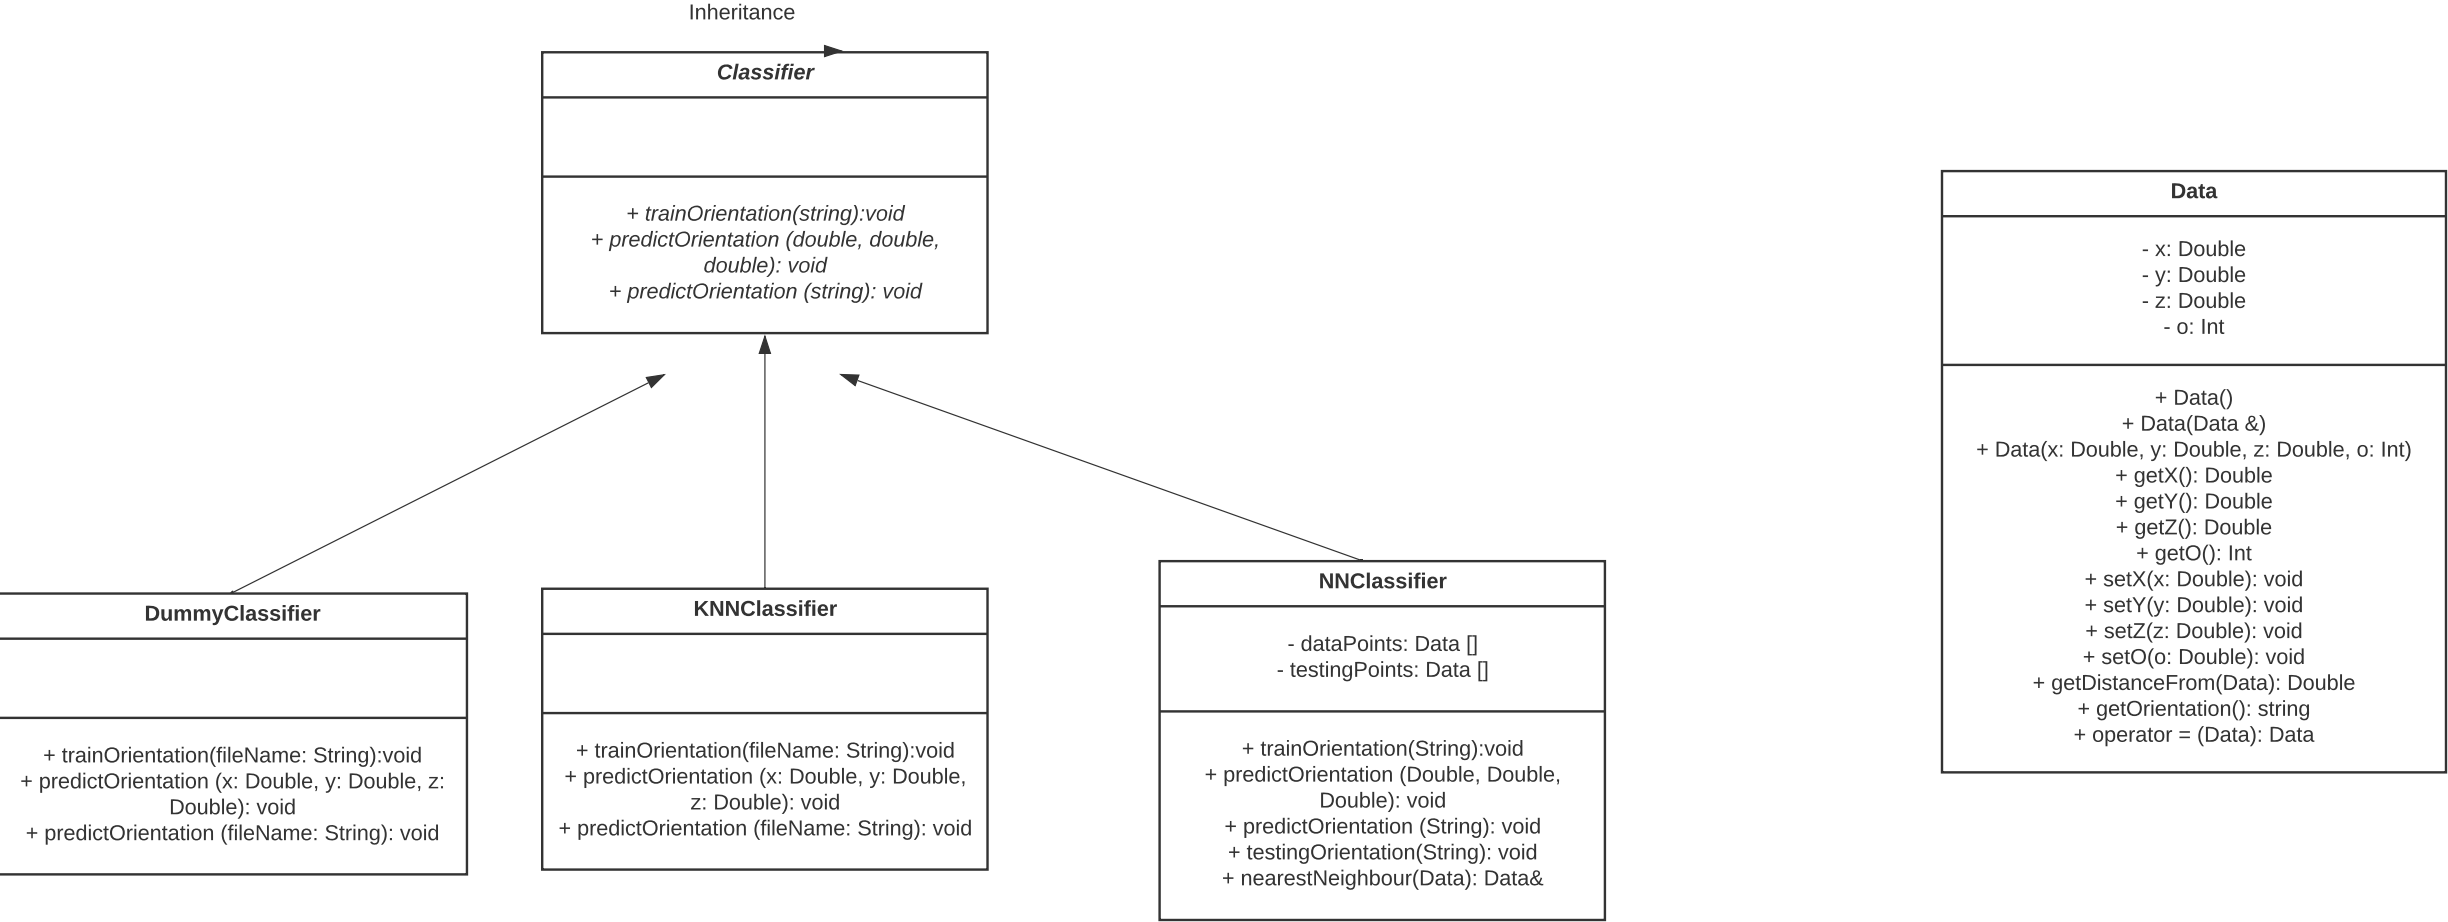 Inheritance
Classifier
+ trainOrientation(string):void
+ predictOrientation (double, double,
double): void
+ predictOrientation (string): void
Data
- x: Double
- y: Double
- z: Double
- o: Int
+ Data()
+ Data(Data &)
+ Data(x: Double, y: Double, z: Double, o: Int)
+ getX(): Double
+ getY(): Double
+ getZ(): Double
+ getO(): Int
+ setX(x: Double): void
+ setY(y: Double): void
+ setZ(z: Double): void
+ setO(o: Double): void
+ getDistanceFrom(Data): Double
+ getOrientation(): string
+ operator = (Data): Data
DummyClassifier
+ trainOrientation(fileName: String):void
+ predictOrientation (x: Double, y: Double, z:
Double): void
+ predictOrientation (fileName: String): void
KNNClassifier
+ trainOrientation(fileName: String):void
+ predictOrientation (x: Double, y: Double,
z: Double): void
+ predictOrientation (fileName: String): void
NNClassifier
- dataPoints: Data []
- testingPoints: Data []
+ trainOrientation(String):void
+ predictOrientation (Double, Double,
Double): void
+ predictOrientation (String): void
+ testingOrientation(String): void
+ nearestNeighbour(Data): Data&